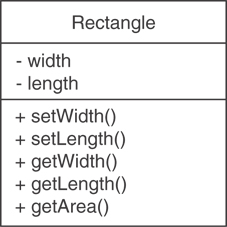 Rectangle
- width
- length
+ setWidth()
+ setLength()
+ getWidth()
+ getLength()
+ getArea()